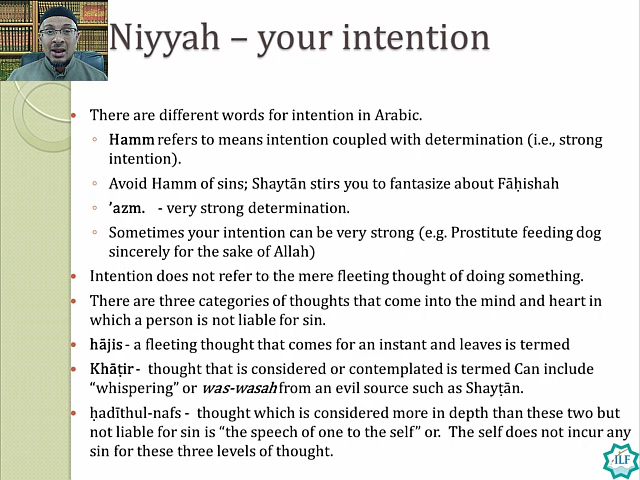 Niyyah – your intention
There are different words for intention in Arabic.
Hamm refers to means intention coupled with determination (i.e., strong
intention).
Avoid Hamm of sins; Shaytān stirs you to fantasize about Fāḥishah
'azm. - very strong determination.
Sometimes your intention can be very strong (e.g. Prostitute feeding dog
sincerely for the sake of Allah)
Intention does not refer to the mere fleeting thought of doing something.
There are three categories of thoughts that come into the mind and heart in
which a person is not liable for sin.
hājis - a fleeting thought that comes for an instant and leaves is termed
Khāṭir - thought that is considered or contemplated is termed Can include
“whispering” or was-wasah from an evil source such as Shayṭān.
ḥadīthul-nafs - thought which is considered more in depth than these two but
not liable for sin is “the speech of one to the self” or. The self does not incur any
sin for these three levels of thought.
ILF